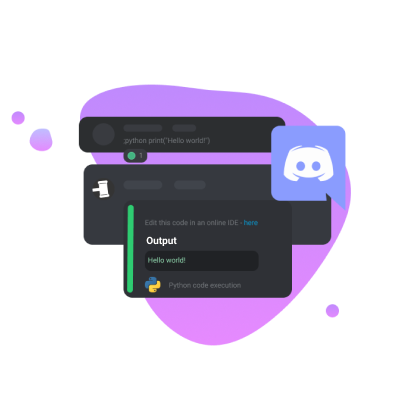 :python print("Hello world!")
1
Edit this code in an online IDE - here
Output
Hello world!
Python code execution